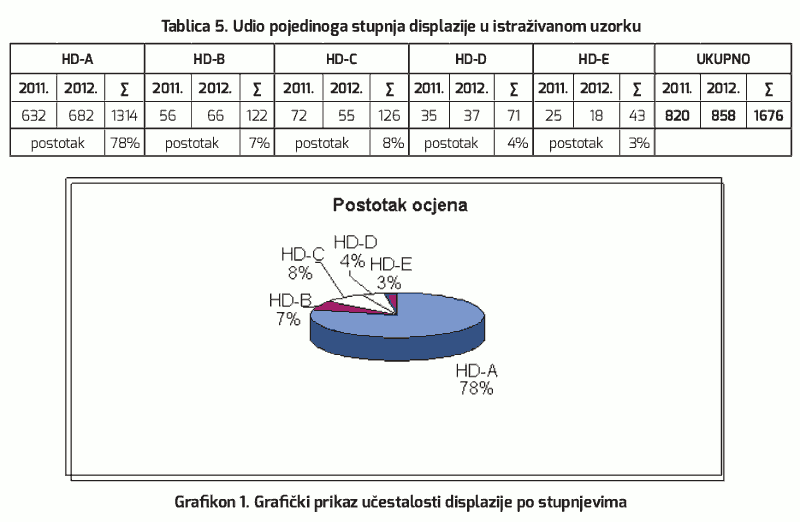 Tablica 5. Udio pojedinoga stupnja displazije u istraživanom uzorku
HD-A HD-B HD-C HD-D HD-E UKUPNO
2011. 2012. ∑ 2011. 2012. ∑ 2011. 2012. ∑ 2011. 2012. ∑ 2011. 2012. ∑ 2011. 2012. ∑
632 682 1314 56 66 122 72 55 126 35 37 71 25 18 43 820 858 1676
postotak 78% postotak 7% postotak 8% postotak 4% postotak 3%
Postotak ocjena
HD-D
4%
HD-C
8%
HD-E
3%
HD-B
7%
HD-A
78%
Grafikon 1. Grafički prikaz učestalosti displazije po stupnjevima